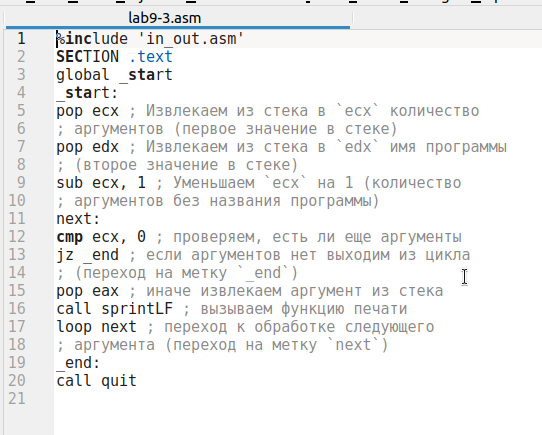 lab9-3.asm
1 %include 'in_out.asm'
2 SECTION .text
3 global _start
4 _start:
5 pop ecx ; Извлекаем из стека в `ecx` количество
6 ; аргументов (первое значение в стеке)
7 pop edx ; Извлекаем из стека в `edx` имя программы
8 ; (второе значение в стеке)
9 sub ecx, 1 ; Уменьшаем `ecx` на 1 (количество
10 ; аргументов без названия программы)
11 next:
12 cmp ecx, 0 ; проверяем, есть ли еще аргументы
13 jz _end ; если аргументов нет выходим из цикла
14 ; (переход на метку `_end`)
15 pop eax ; иначе извлекаем аргумент из стека
16 call sprintLF ; вызываем функцию печати
17 loop next ; переход к обработке следующего
18 ; аргумента (переход на метку `next`)
19 _end:
20 call quit
21